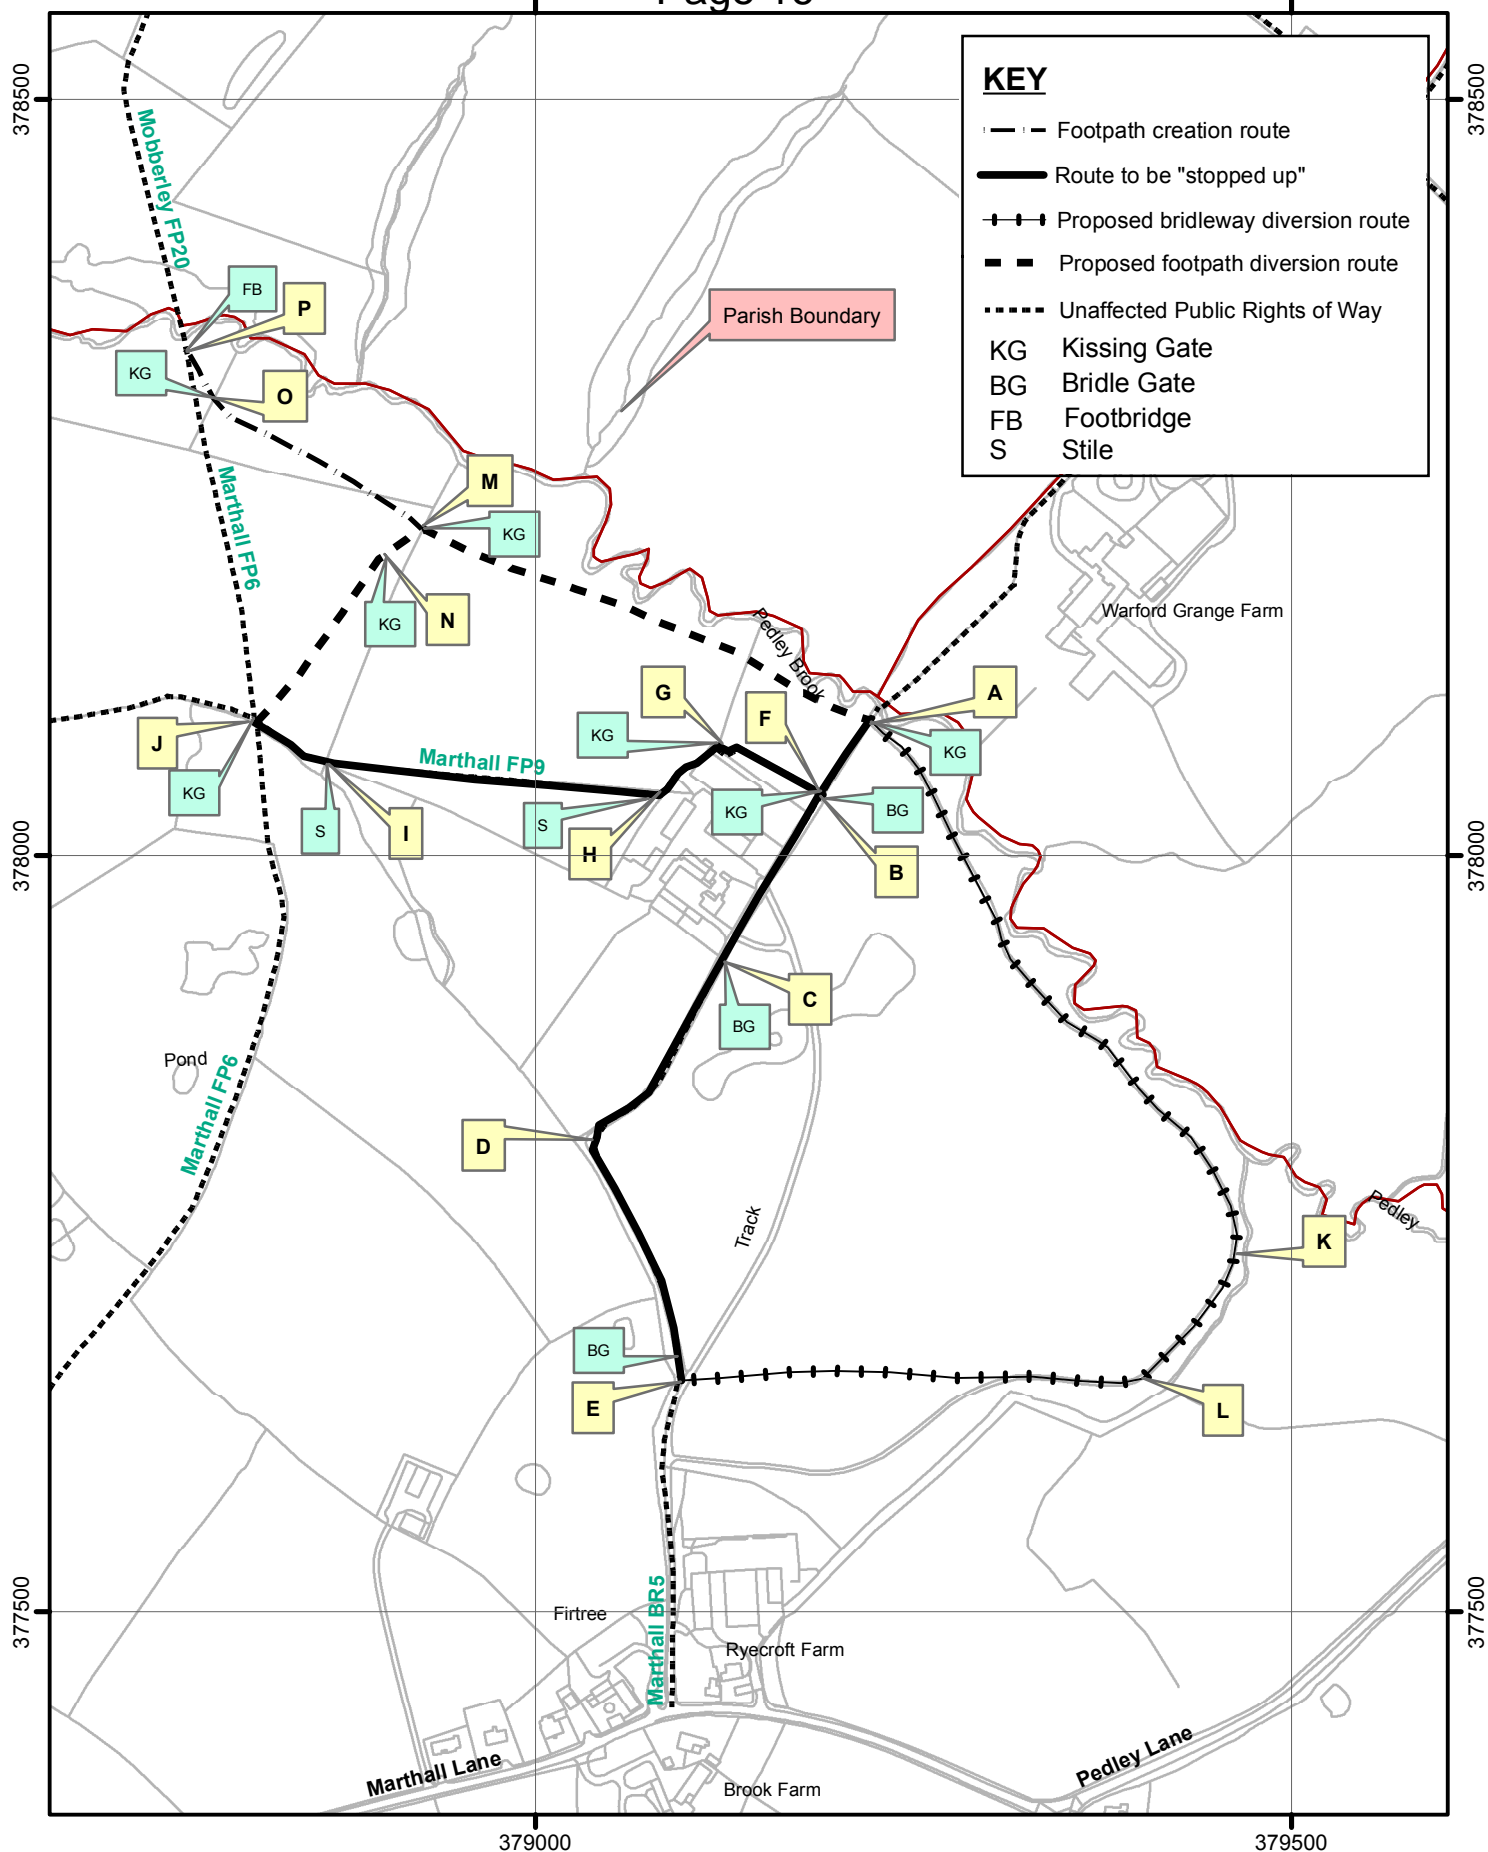 Page 13
KEY
Footpath creation route
Route to be "stopped up"
Proposed bridleway diversion route
Proposed footpath diversion route
Unaffected Public Rights of Way
KG Kissing Gate
BG Bridle Gate
FB Footbridge
S Stile
378500
378500
Mobberley FP20
FB
P
Parish Boundary
KG
O
M
Marthall FP6
KG
Warford Grange Farm
Pedley Brook
KG
N
G
F
A
J
KG
Marthall FP9
KG
KG
S
I
S
H
KG
BG
B
378000
378000
C
BG
Pond
Marthall FP6
D
Track
Pedley
K
BG
E
L
377500
377500
Marthall BR5
Firtree
Ryecroft Farm
Marthall Lane
Pedley Lane
Brook Farm
379000
379500